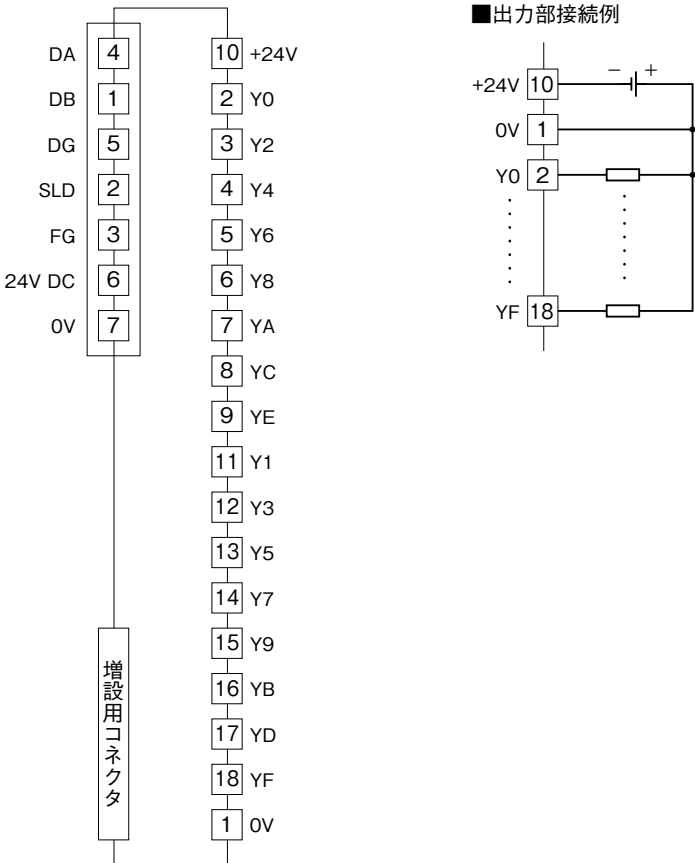 DA 4
DB 1
DG 5
SLD 2
FG 3
24V DC 6
0V 7
増設用コネクタ
10 +24V
2 Y0
3 Y2
4 Y4
5 Y6
6 Y8
7 YA
8 YC
9 YE
11 Y1
12 Y3
13 Y5
14 Y7
15 Y9
16 YB
17 YD
18 YF
1 0V
■出力部接続例
− +
+24V 10
0V 1
Y0 2
YF 18